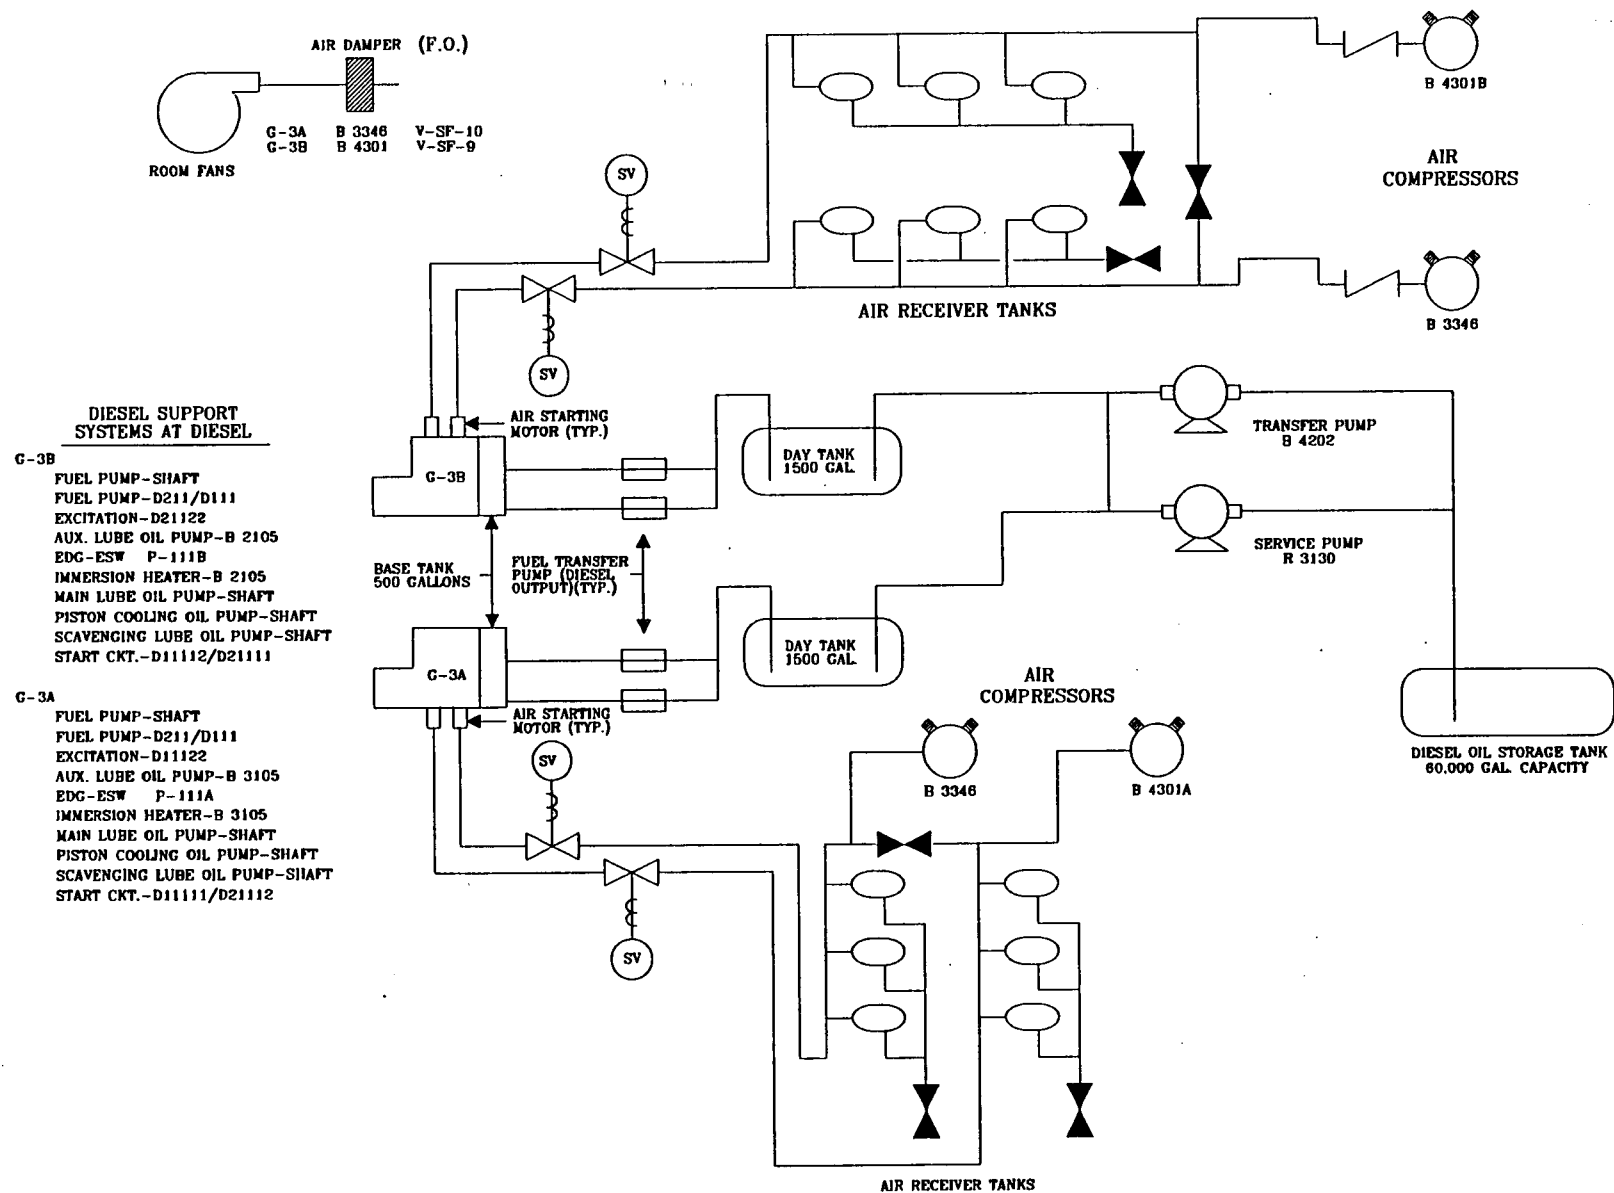 AIR DAMPER (F.O.)
G-3A B 3346 V-SF-10
G-3B B 4301 V-SF-9
ROOM FANS
SV
SV
B 4301B
AIR
COMPRESSORS
B 3346
AIR RECEIVER TANKS
DIESEL SUPPORT
SYSTEMS AT DIESEL
G-3B
FUEL PUMP-SHAFT
FUEL PUMP-D211/D111
EXCITATION-D21122
AUX. LUBE OIL PUMP-B 2105
EDG-ESW P-111B
IMMERSION HEATER-B 2105
MAIN LUBE OIL PUMP-SHAFT
PISTON COOLING OIL PUMP-SHAFT
SCAVENGING LUBE OIL PUMP-SHAFT
START CKT.-D11112/D21111
G-3A
FUEL PUMP-SHAFT
FUEL PUMP-D211/D111
EXCITATION-D11122
AUX. LUBE OIL PUMP-B 3105
EDG-ESW P-111A
IMMERSION HEATER-B 3105
MAIN LUBE OIL PUMP-SHAFT
PISTON COOLING OIL PUMP-SHAFT
SCAVENGING LUBE OIL PUMP-SHAFT
START CKT.-D11111/D21112
AIR STARTING
MOTOR (TYP.)
G-3B
DAY TANK
1500 GAL.
TRANSFER PUMP
B 4202
SERVICE PUMP
R 3130
BASE TANK
500 GALLONS
FUEL TRANSFER
PUMP (DIESEL
OUTPUT)(TYP.)
G-3A
DAY TANK
1500 GAL.
AIR STARTING
MOTOR (TYP.)
AIR
COMPRESSORS
B 3346
B 4301A
DIESEL OIL STORAGE TANK
60,000 GAL. CAPACITY
SV
SV
AIR RECEIVER TANKS